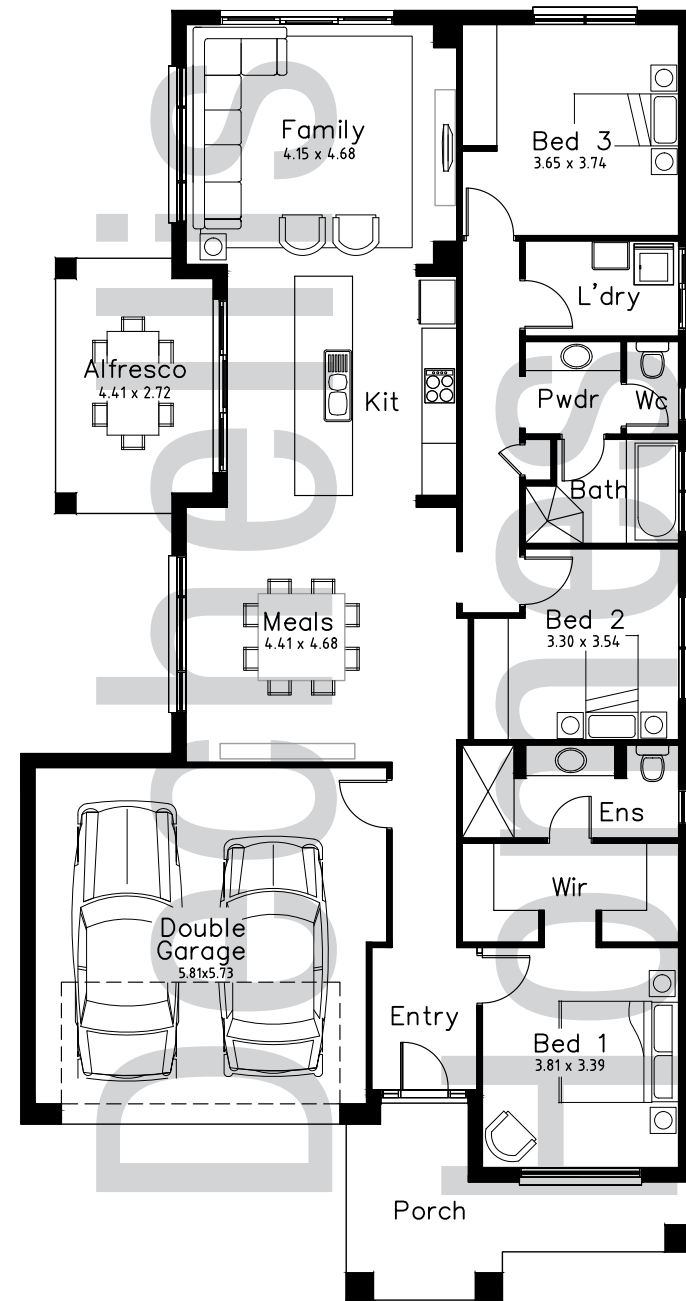 Family
4.15 x 4.68
Bed 3
3.65 x 3.74
L'dry
Alfresco
4.41 x 2.72
Kit
Pwdr
Wc
Bath
Meals
4.41 x 4.68
Bed 2
3.30 x 3.54
Ens
Wir
Double
Garage
5.81x5.73
Entry
Bed 1
3.81 x 3.39
Porch
Dechellis
Homes